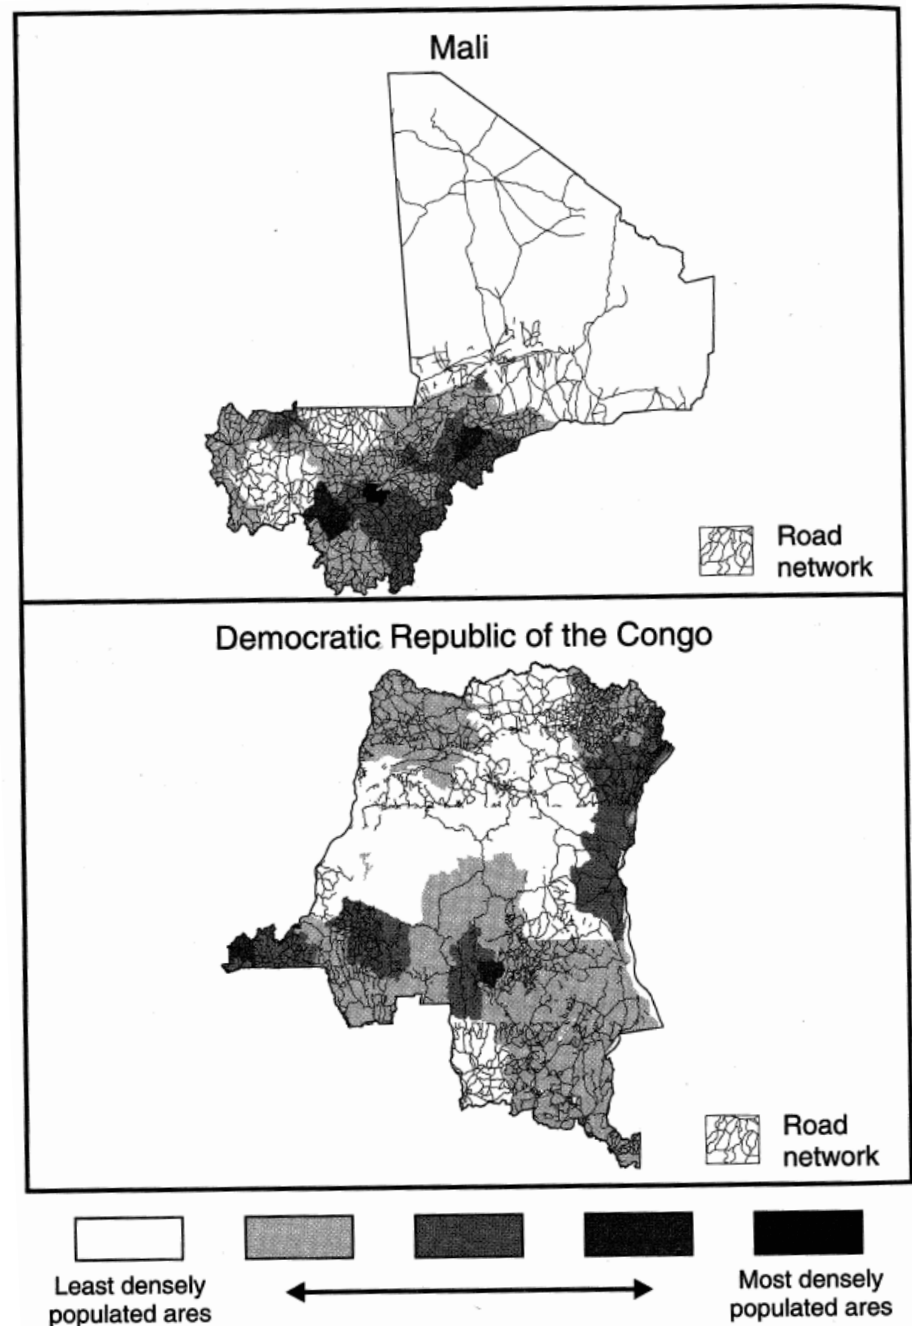 Mali
Road
network
Democratic Republic of the Congo
Road
network
Least densely
populated ares
Most densely
populated ares